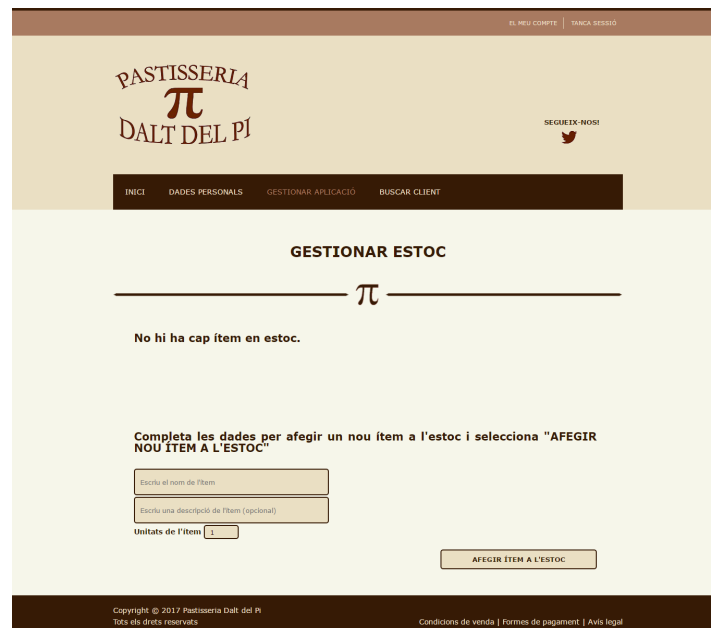 EL MEU COMPTE | TANCA SESSIÓ
PASTISSERIA
π
DALT DEL PI
SEGUEIX-NOS!
INICI DADES PERSONALS GESTIONAR APLICACIÓ BUSCAR CLIENT
GESTIONAR ESTOC
π
No hi ha cap ítem en estoc.
Completa les dades per afegir un nou ítem a l'estoc i selecciona "AFEGIR
NOU ÍTEM A L'ESTOC"
Escriu el nom de l'ítem
Escriu una descripció de l'ítem (opcional)
Unitats de l'ítem 1
AFEGIR ÍTEM A L'ESTOC
Copyright © 2017 Pastisseria Dalt del Pi
Tots els drets reservats
Condicions de venda | Formes de pagament | Avís legal